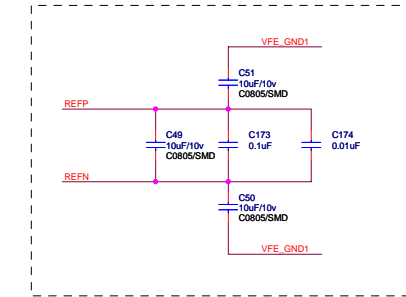 VFE_GND1
C51
10uF/10v
C0805/SMD
REFP
C49
10uF/10v
C0805/SMD
C173
0.1uF
C174
0.01uF
REFN
C50
10uF/10v
C0805/SMD
VFE_GND1